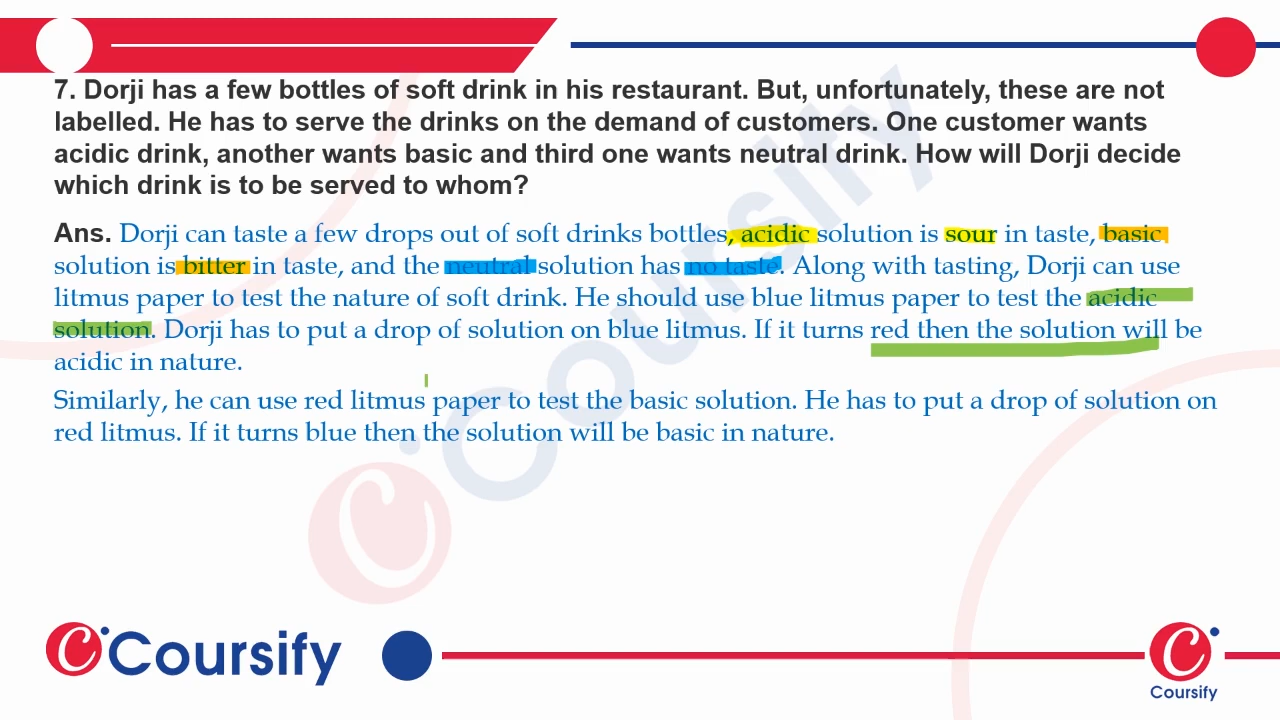 7. Dorji has a few bottles of soft drink in his restaurant. But, unfortunately, these are not
labelled. He has to serve the drinks on the demand of customers. One customer wants
acidic drink, another wants basic and third one wants neutral drink. How will Dorji decide
which drink is to be served to whom?
Ans. Dorji can taste a few drops out of soft drinks bottles, acidic solution is sour in taste, basic
solution is bitter in taste, and the neutral solution has no taste. Along with tasting, Dorji can use
litmus paper to test the nature of soft drink. He should use blue litmus paper to test the acidic
solution. Dorji has to put a drop of solution on blue litmus. If it turns red then the solution will be
acidic in nature.
Similarly, he can use red litmus paper to test the basic solution. He has to put a drop of solution on
red litmus. If it turns blue then the solution will be basic in nature.
Coursify
Coursify
Coursify